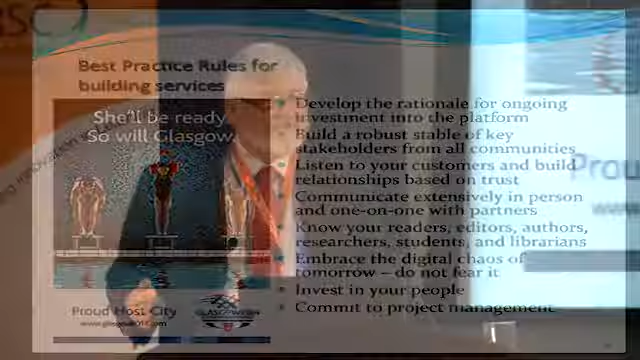 Best Practice Rules for
building services
She'll be ready.
So will Glasgow.
Proud Host City
Develop the rationale for ongoing
investment into the platform
Build a robust stable of key
stakeholders from all communities
Listen to your customers and build
relationships based on trust
Communicate extensively in person
and one-on-one with partners
Know your readers, editors, authors,
researchers, students, and librarians
Embrace the digital chaos of
tomorrow – do not fear it
Invest in your people
Commit to project management
Proud